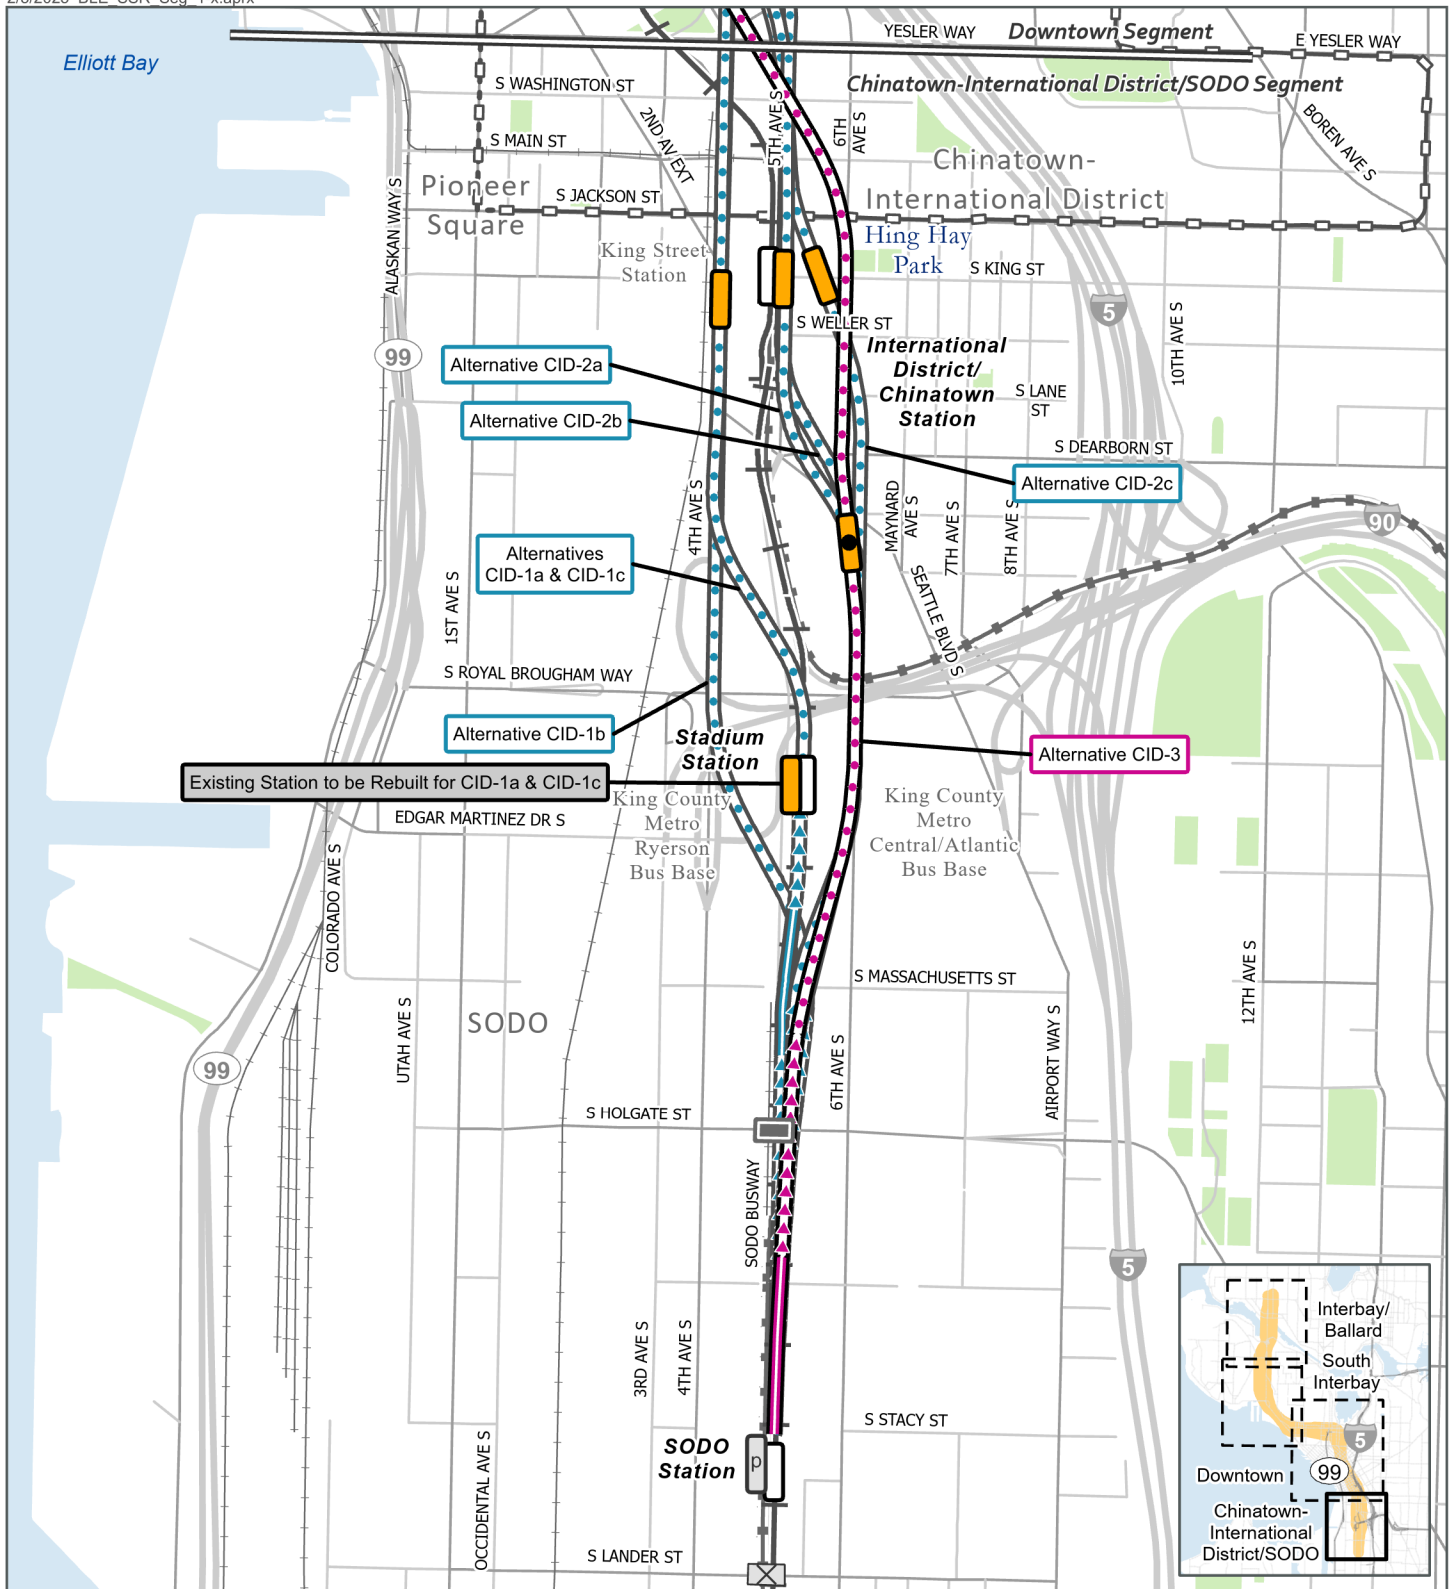 Elliott Bay
YESLER WAY
Downtown Segment
E YESLER WAY
Chinatown-International District/SODO Segment
S WASHINGTON ST
2ND AV EXT
5TH AVE S
6TH
AVE S
BOREN AVE S
S MAIN ST
Chinatown-
International District
Pioneer
Square
S JACKSON ST
ALASKAN WAY S
King Street
Station
Hing Hay
Park
S KING ST
5
10TH AVE S
S WELLER ST
99
International
District/
Chinatown
Station
Alternative CID-2a
S LANE
ST
Alternative CID-2b
S DEARBORN ST
Alternative CID-2c
4TH AVE S
MAYNARD
AVE S
7TH AVE S
8TH AVE S
90
Alternatives
CID-1a & CID-1c
1ST AVE S
SEATTLE BLVD S
S ROYAL BROUGHAM WAY
Alternative CID-1b
Stadium
Station
Alternative CID-3
Existing Station to be Rebuilt for CID-1a & CID-1c
King County
Metro
Ryerson
Bus Base
King County
Metro
Central/Atlantic
Bus Base
EDGAR MARTINEZ DR S
COLORADO AVE S
S MASSACHUSETTS ST
12TH AVE S
UTAH AVE S
SODO
AIRPORT WAY S
6TH AVE S
99
S HOLGATE ST
SODO BUSWAY
5
3RD AVE S
4TH AVE S
S STACY ST
OCCIDENTAL AVE S
SODO
Station
p
S LANDER ST
Interbay/
Ballard
South
Interbay
5
99
Downtown
Chinatown-
International
District/SODO